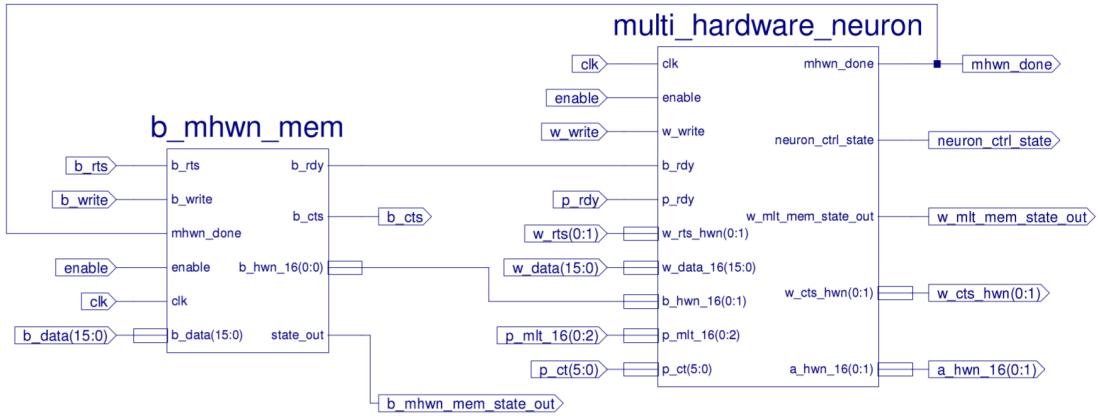 multi_hardware_neuron
clk
clk
mhwn_done
mhwn_done
enable
enable
b_mhwn_mem
w_write
w_write
neuron_ctrl_state
neuron_ctrl_state
b_rts
b_rts
b_rdy
b_rdy
b_write
b_write
p_rdy
p_rdy
b_cts
b_cts
w_mlt_mem_state_out
w_mlt_mem_state_out
mhwn_done
w_rts(0:1)
w_rts_hwn(0:1)
enable
enable
b_hwn_16(0:0)
w_data(15:0)
w_data_16(15:0)
clk
clk
b_hwn_16(0:1)
w_cts_hwn(0:1)
w_cts_hwn(0:1)
b_data(15:0)
b_data(15:0)
state_out
p_mlt_16(0:2)
p_mlt_16(0:2)
p_ct(5:0)
p_ct(5:0)
a_hwn_16(0:1)
a_hwn_16(0:1)
b_mhwn_mem_state_out